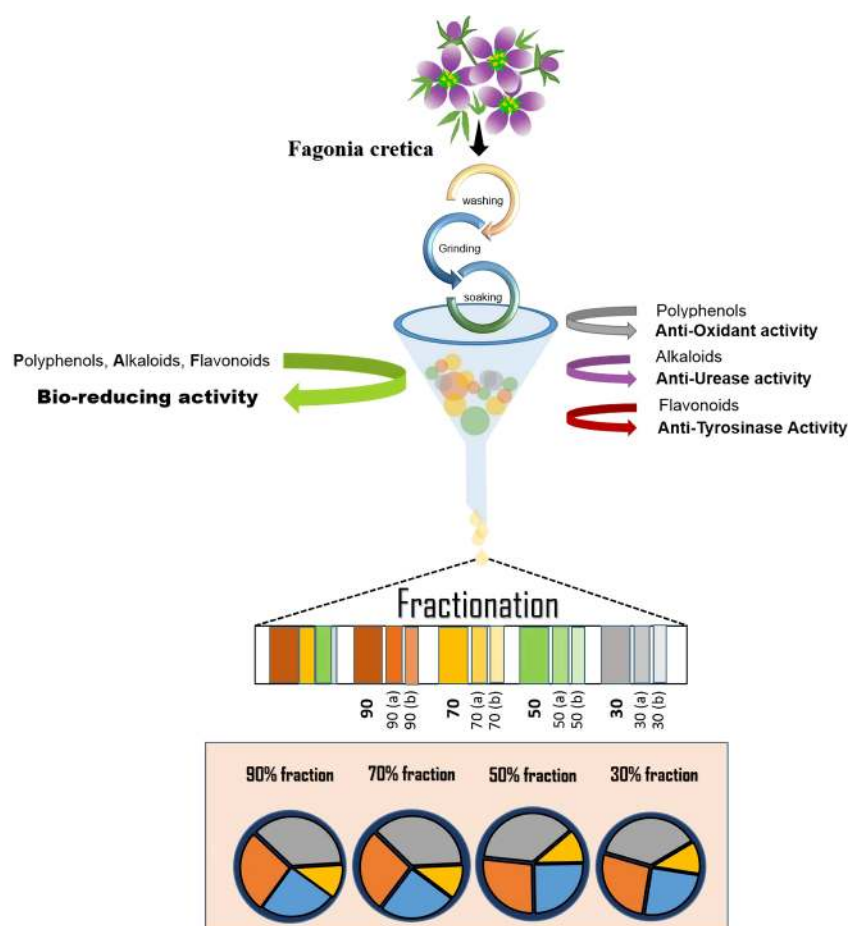 Fagonia cretica
washing
Grinding
soaking
Polyphenols
Anti-Oxidant activity
Alkaloids
Anti-Urease activity
Flavonoids
Anti-Tyrosinase Activity
Polyphenols, Alkaloids, Flavonoids
Bio-reducing activity
Fractionation
90
90 (a)
90 (b)
70
70 (a)
70 (b)
50
50 (a)
50 (b)
30
30 (a)
30 (b)
90% fraction
70% fraction
50% fraction
30% fraction